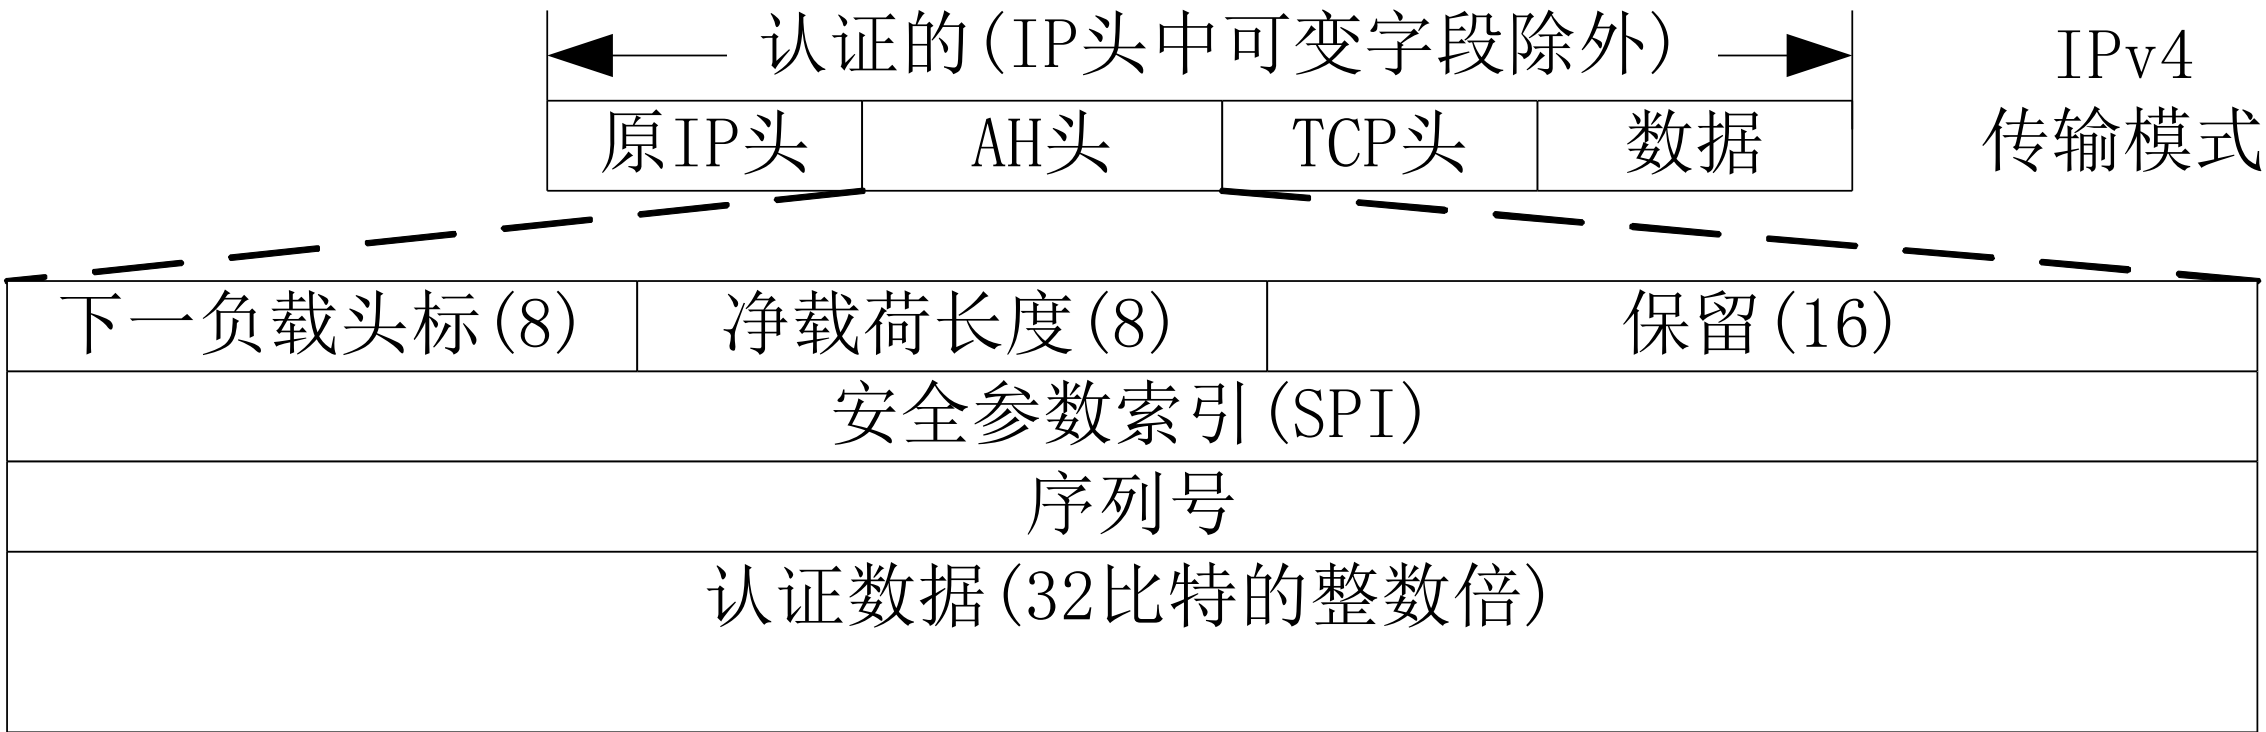 认证的(IP头中可变字段除外)
IPv4
传输模式
原IP头 AH头 TCP头 数据
下一负载头标(8) 净载荷长度(8) 保留(16)
安全参数索引(SPI)
序列号
认证数据(32比特的整数倍)